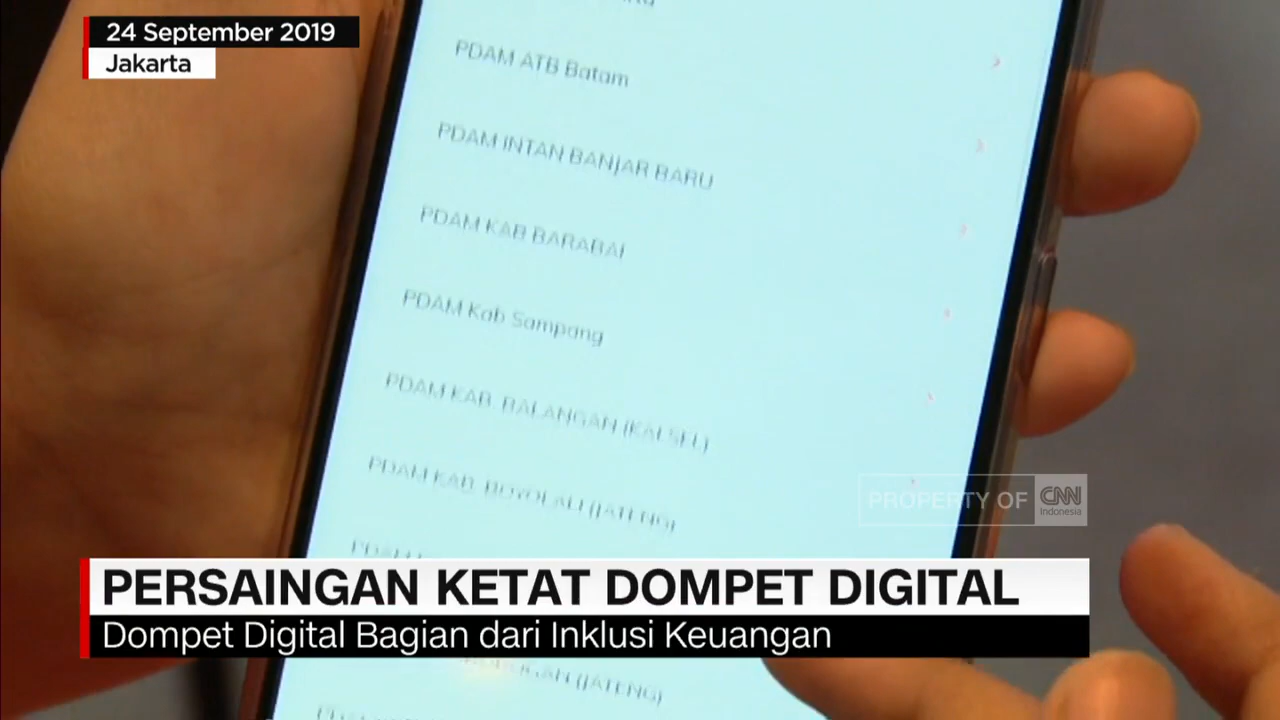 24 September 2019
Jakarta
PDAM ATB Batam
PDAM INTAN BANJAR BARU
PDAM KAB BARABAI
PDAM Kab Sampang
PDAM KAB. BALANGAN (KALSEL)
PDAM KAB. BOYOLALI (JATENG)
PROPERTY OF CNN Indonesia
PERSAINGAN KETAT DOMPET DIGITAL
Dompet Digital Bagian dari Inklusi Keuangan
(JATENG)